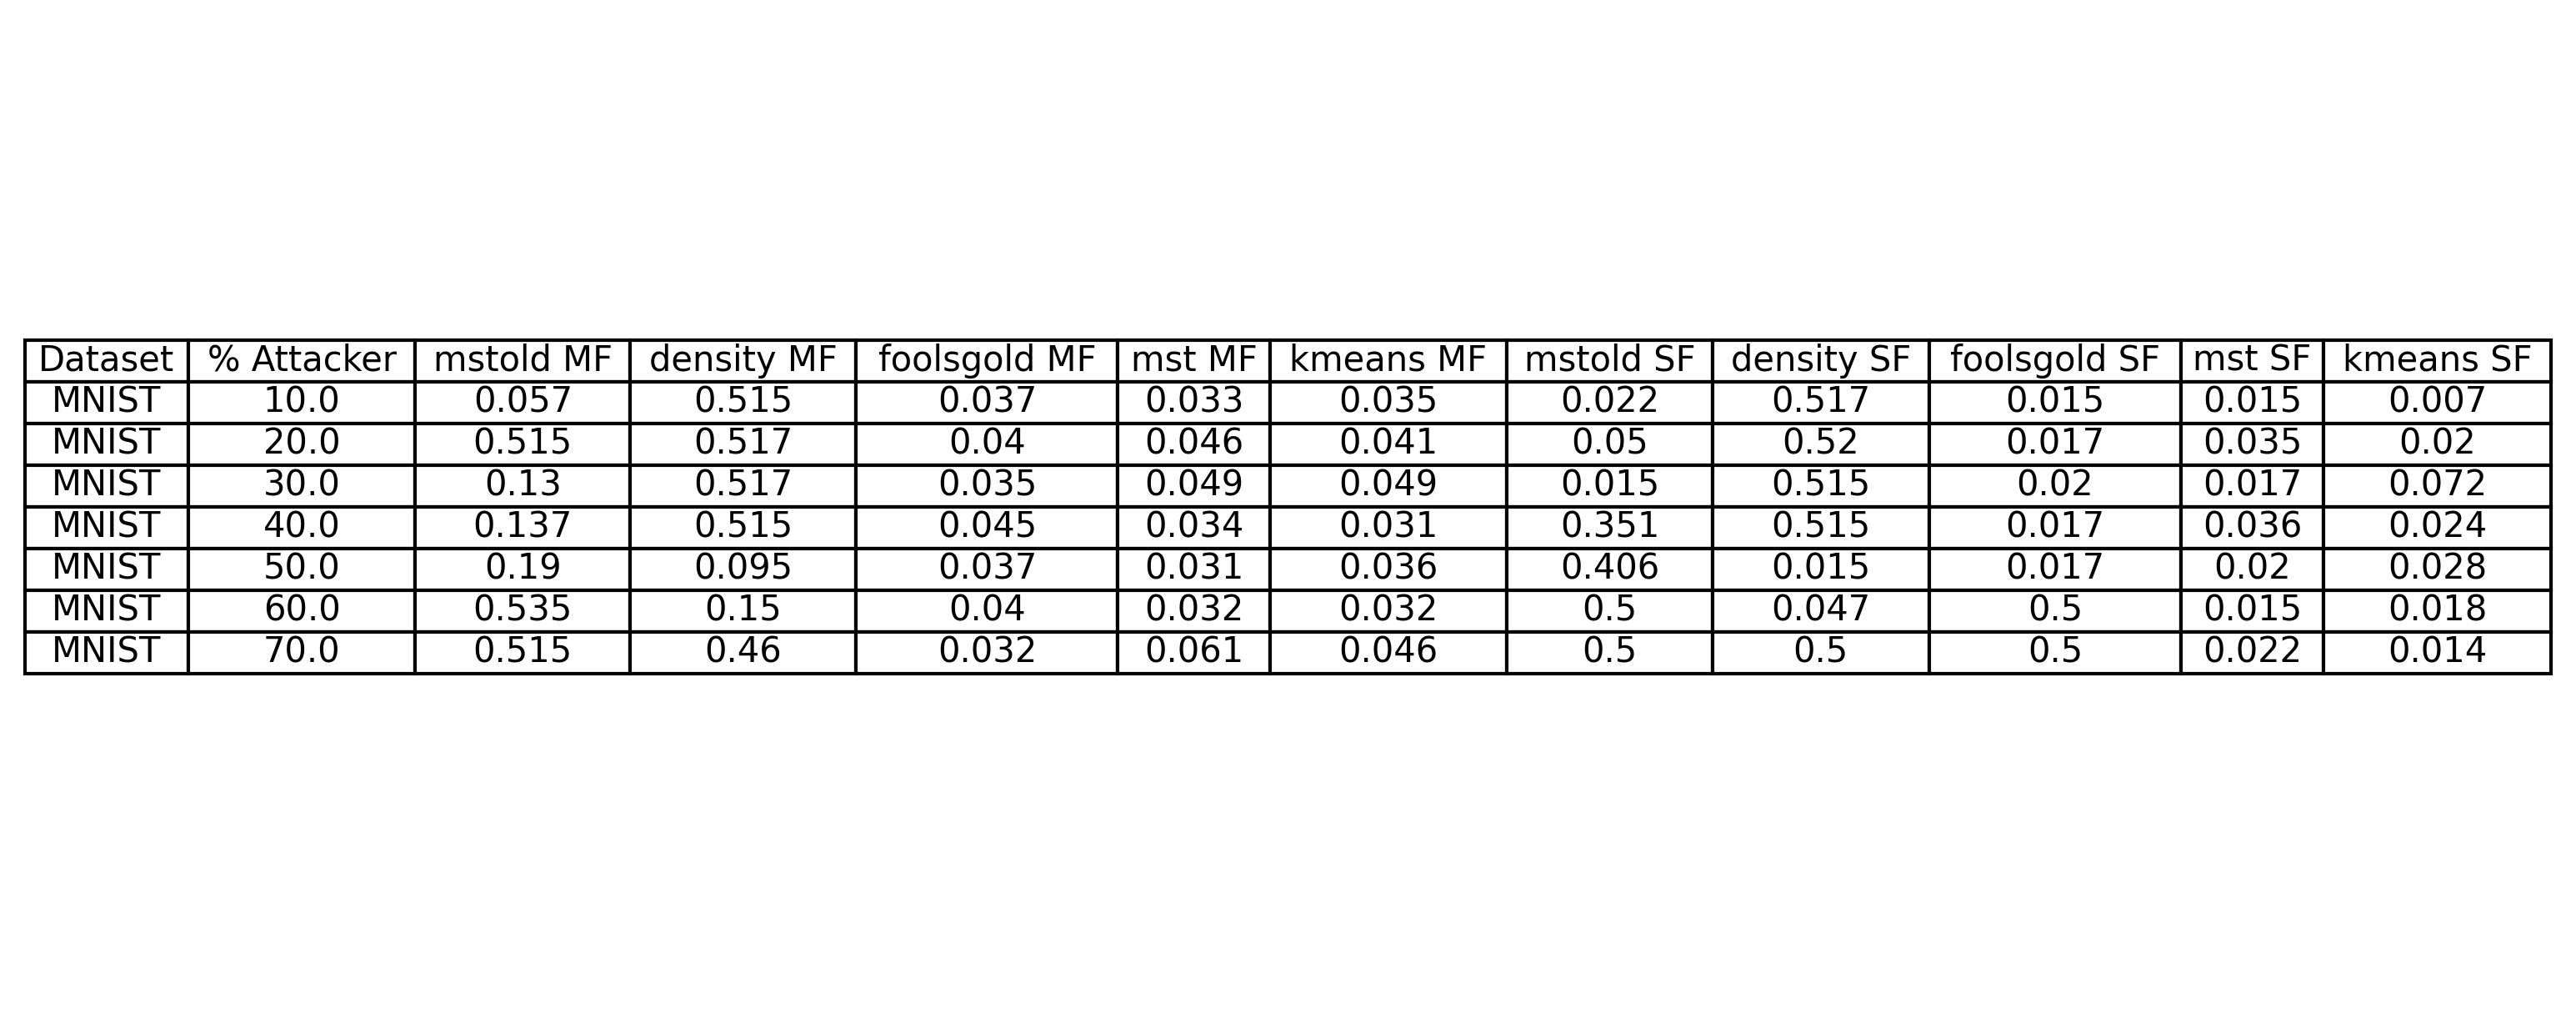 Dataset % Attacker mstold MF density MF foolsgold MF mst MF kmeans MF mstold SF density SF foolsgold SF mst SF kmeans SF
MNIST 10.0 0.057 0.515 0.037 0.033 0.035 0.022 0.517 0.015 0.015 0.007
MNIST 20.0 0.515 0.517 0.04 0.046 0.041 0.05 0.52 0.017 0.035 0.02
MNIST 30.0 0.13 0.517 0.035 0.049 0.049 0.015 0.515 0.02 0.017 0.072
MNIST 40.0 0.137 0.515 0.045 0.034 0.031 0.351 0.515 0.017 0.036 0.024
MNIST 50.0 0.19 0.095 0.037 0.031 0.036 0.406 0.015 0.017 0.02 0.028
MNIST 60.0 0.535 0.15 0.04 0.032 0.032 0.5 0.047 0.5 0.015 0.018
MNIST 70.0 0.515 0.46 0.032 0.061 0.046 0.5 0.5 0.5 0.022 0.014